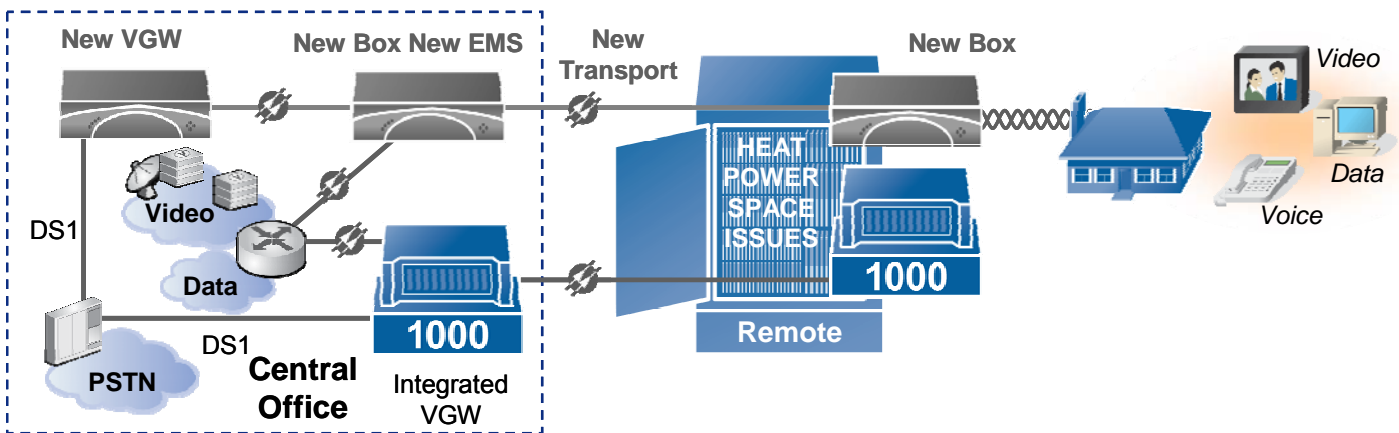 New VGW
New Box New EMS
New
Transport
New Box
Video
Data
Voice
HEAT
POWER
SPACE
ISSUES
Video
Data
DS1
DS1
PSTN
1000
Integrated
VGW
Central
Office
1000
Remote